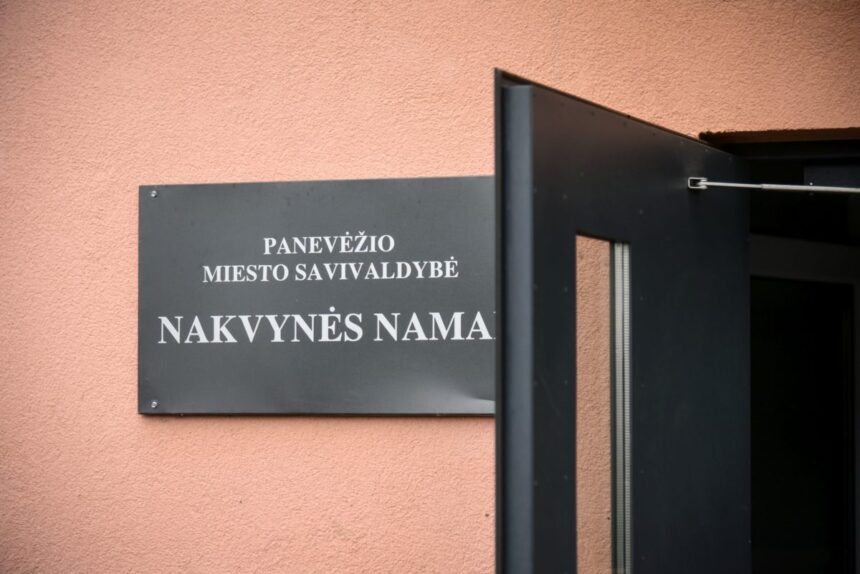 PANEVĖŽIO
MIESTO SAVIVALDYBĖ
NAKVYNĖS NAMA